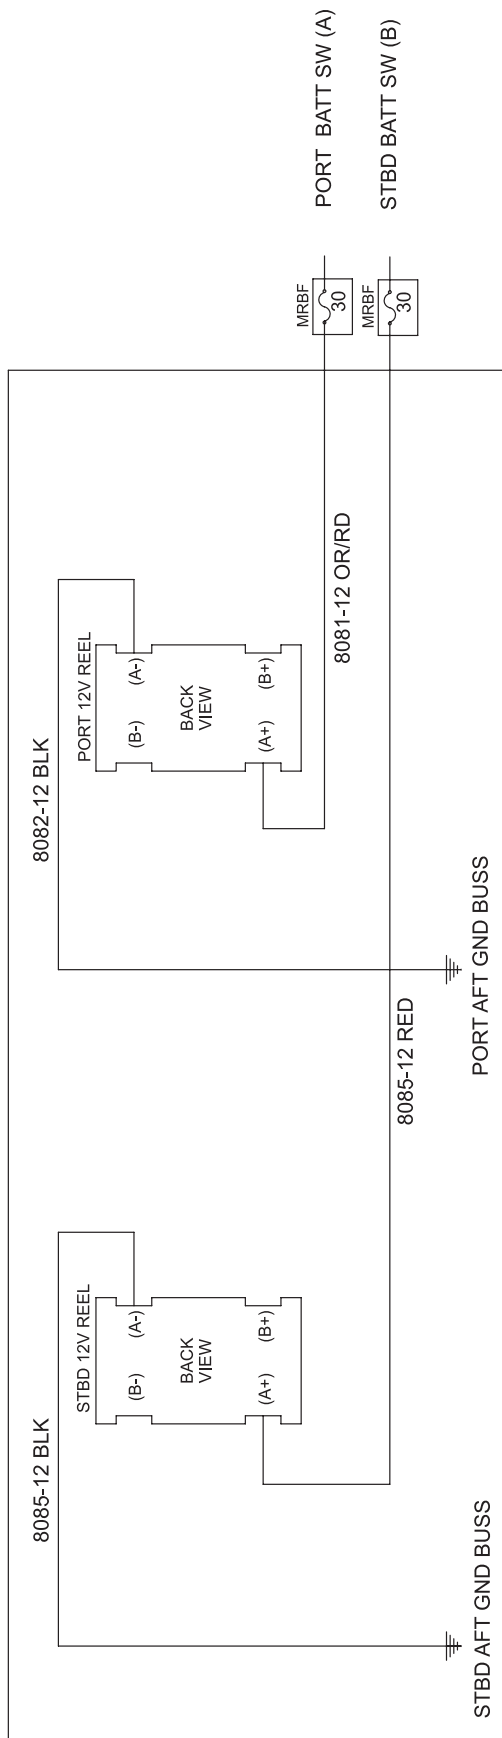 PORT BATT SW (A)
STBD BATT SW (B)
MRBF
30
MRBF
30
8082-12 BLK
PORT 12V REEL
(B-)
(A-)
BACK
VIEW
(A+)
(B+)
8081-12 OR/RD
PORT AFT GND BUSS
8085-12 RED
8085-12 BLK
STBD 12V REEL
(B-)
(A-)
BACK
VIEW
(A+)
(B+)
STBD AFT GND BUSS